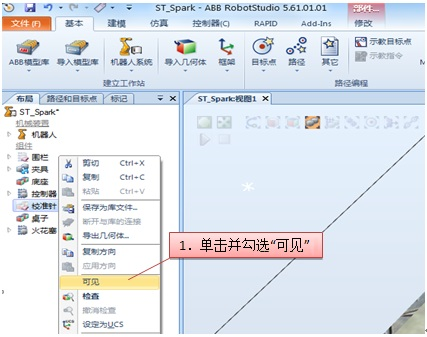 ST_Spark - ABB RobotStudio 5.61.01.01
部件...
文件(F)
基本
建模
仿真
控制器(C)
RAPID
Add-Ins
修改
ABB模型库
导入模型库
机器人系统
导入几何体
框架
目标点
路径
其它
示教目标点
示教指令
建立工作站
路径编程
布局
路径和目标点
标记
ST_Spark:视图1
ST_Spark*
机械装置
机器人
组件
围栏
夹具
底座
控制器
校准针
桌子
火花塞
剪切 Ctrl+X
复制 Ctrl+C
粘贴 Ctrl+V
保存为库文件...
断开与库的连接
导出几何体...
复制方向
应用方向
可见
检查
撤消检查
设定为UCS
1. 单击并勾选“可见”